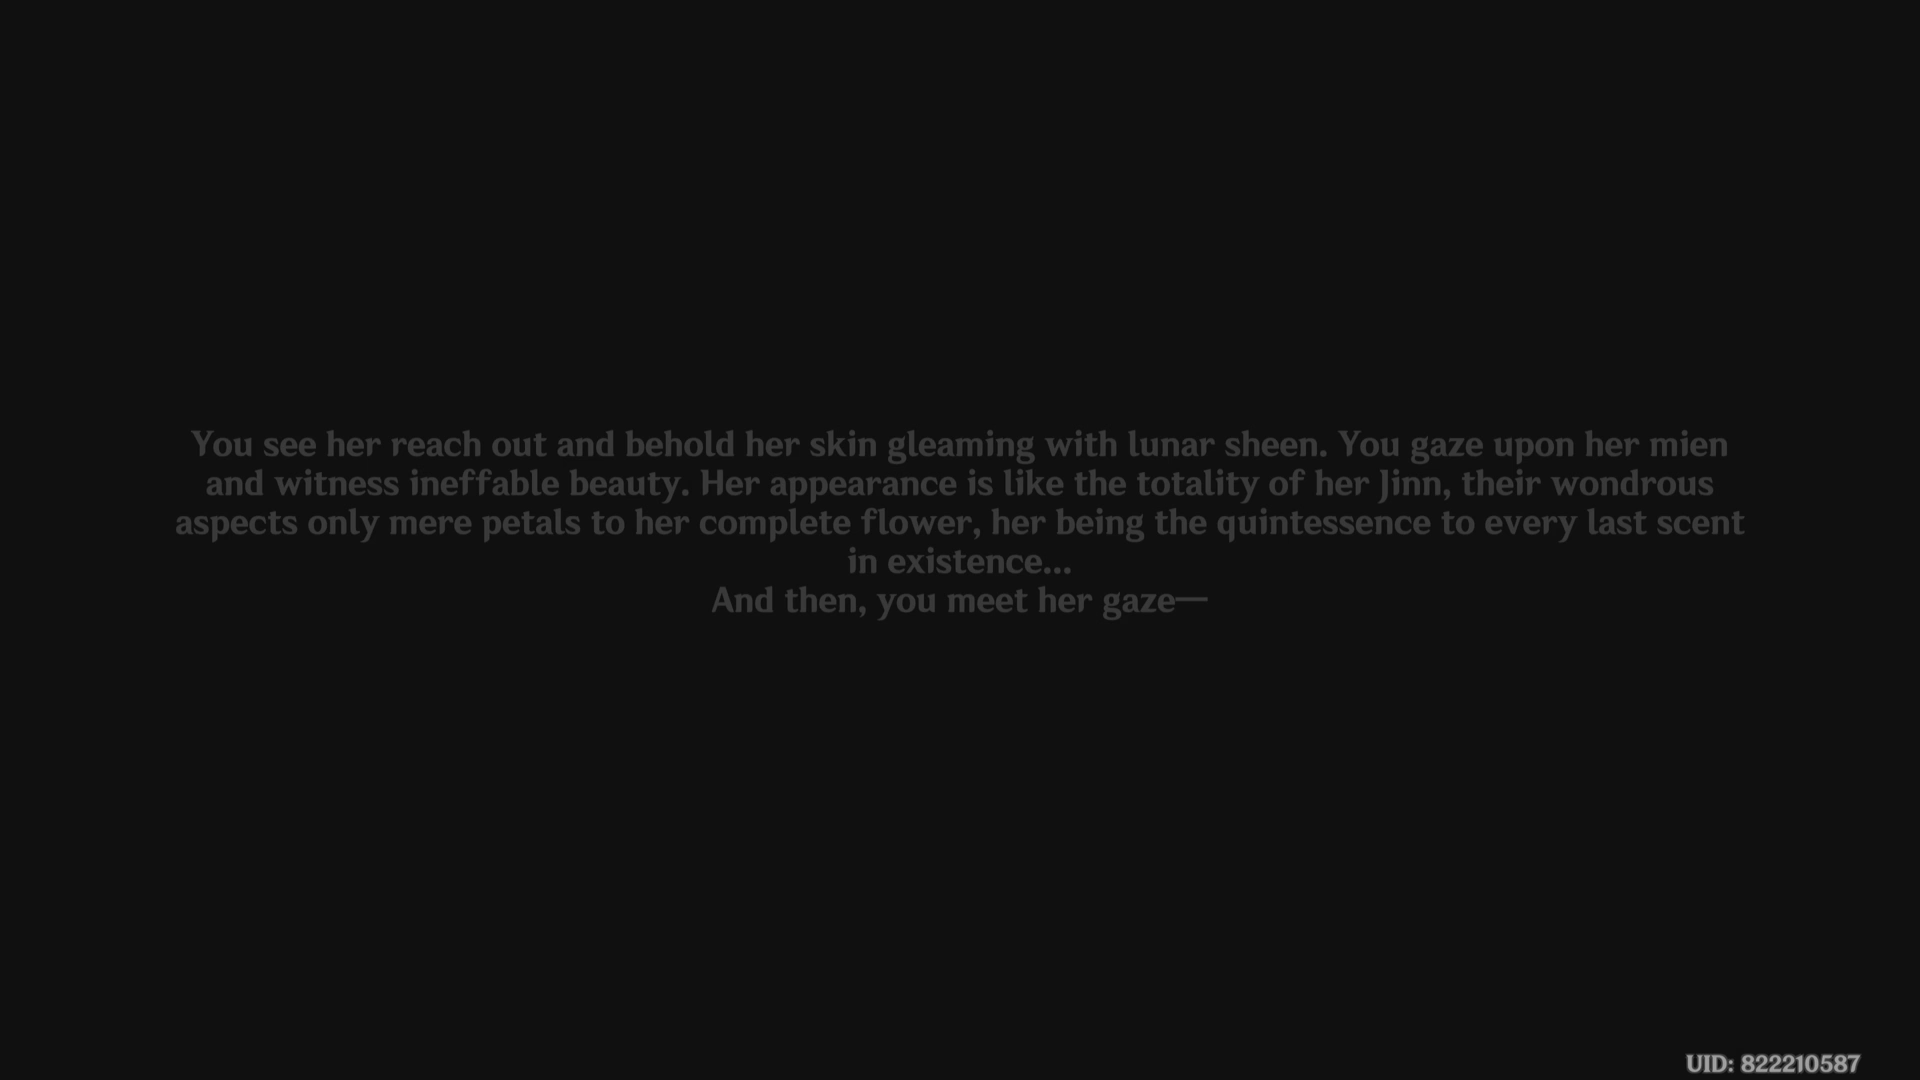 You see her reach out and behold her skin gleaming with lunar sheen. You gaze upon her mien
and witness ineffable beauty. Her appearance is like the totality of her Jinn, their wondrous
aspects only mere petals to her complete flower, her being the quintessence to every last scent
in existence...
And then, you meet her gaze—
UID: 822210587